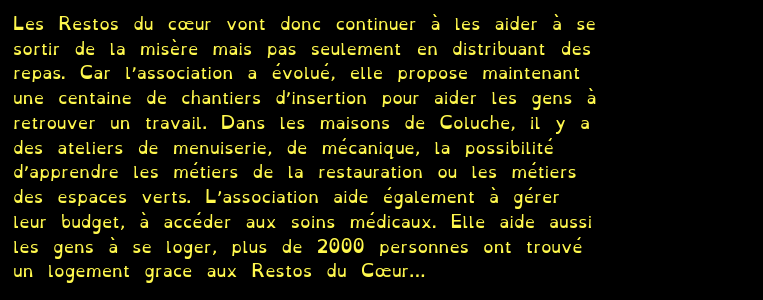 Les Restos du cœur vont donc continuer à les aider à se
sortir de la misère mais pas seulement en distribuant des
repas. Car l'association a évolué, elle propose maintenant
une centaine de chantiers d'insertion pour aider les gens à
retrouver un travail. Dans les maisons de Coluche, il y a
des ateliers de menuiserie, de mécanique, la possibilité
d'apprendre les métiers de la restauration ou les métiers
des espaces verts. L'association aide également à gérer
leur budget, à accéder aux soins médicaux. Elle aide aussi
les gens à se loger, plus de 2000 personnes ont trouvé
un logement grace aux Restos du Cœur...